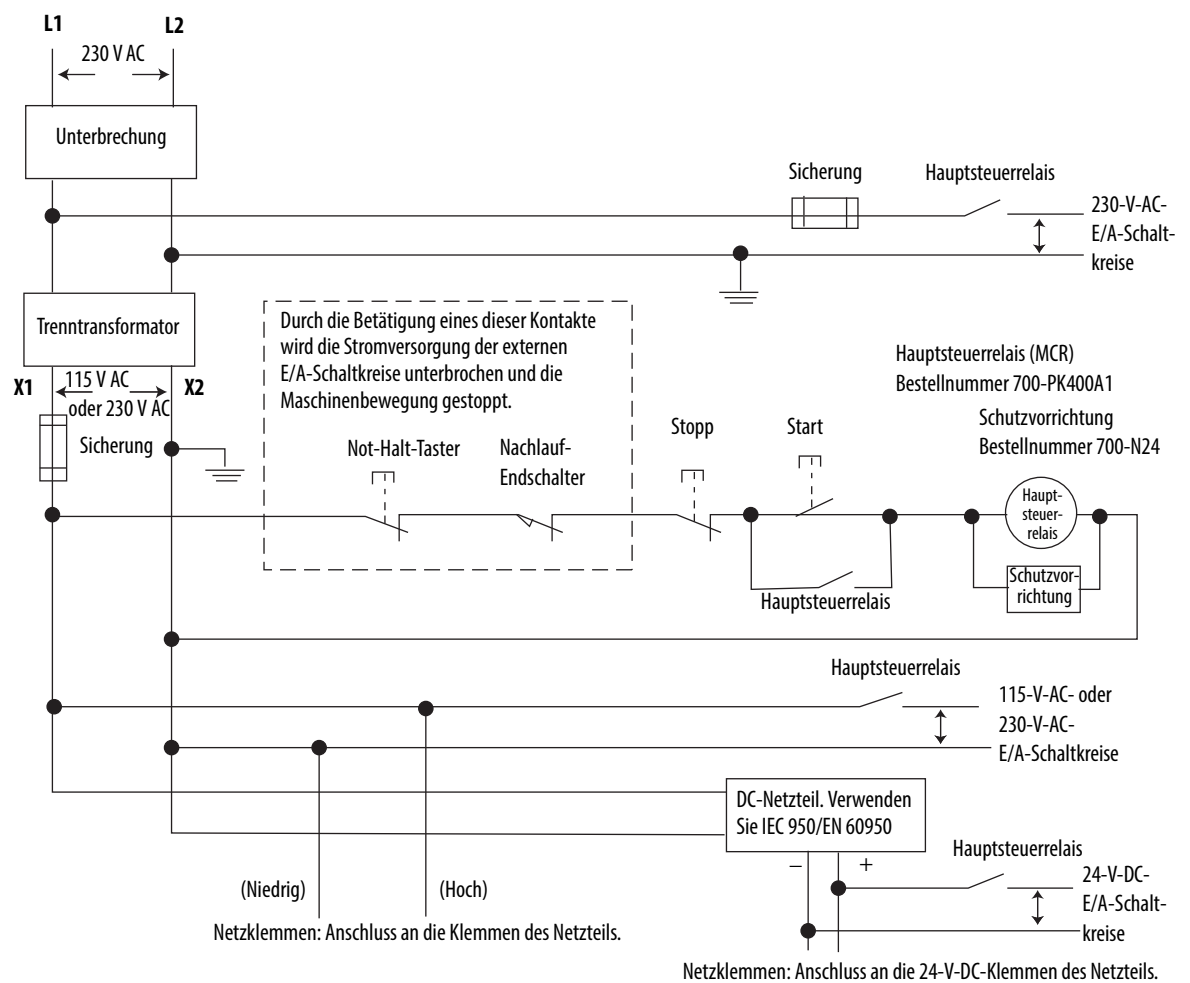 L1
L2
230 V AC
Unterbrechung
Sicherung
Hauptsteuerrelais
230-V-AC-
E/A-Schalt-
kreise
Trenntransformator
Durch die Betätigung eines dieser Kontakte
wird die Stromversorgung der externen
E/A-Schaltkreise unterbrochen und die
Maschinenbewegung gestoppt.
Hauptsteuerrelais (MCR)
Bestellnummer 700-PK400A1
X1
115 V AC
oder 230 V AC
X2
Schutzvorrichtung
Bestellnummer 700-N24
Sicherung
Not-Halt-Taster
Nachlauf-
Endschalter
Stopp
Start
Haupt-
steuer-
relais
Schutzvor-
richtung
Hauptsteuerrelais
Hauptsteuerrelais
115-V-AC- oder
230-V-AC-
E/A-Schaltkreise
DC-Netzteil. Verwenden
Sie IEC 950/EN 60950
– +
Hauptsteuerrelais
24-V-DC-
E/A-Schalt-
kreise
(Niedrig)
(Hoch)
Netzklemmen: Anschluss an die Klemmen des Netzteils.
Netzklemmen: Anschluss an die 24-V-DC-Klemmen des Netzteils.